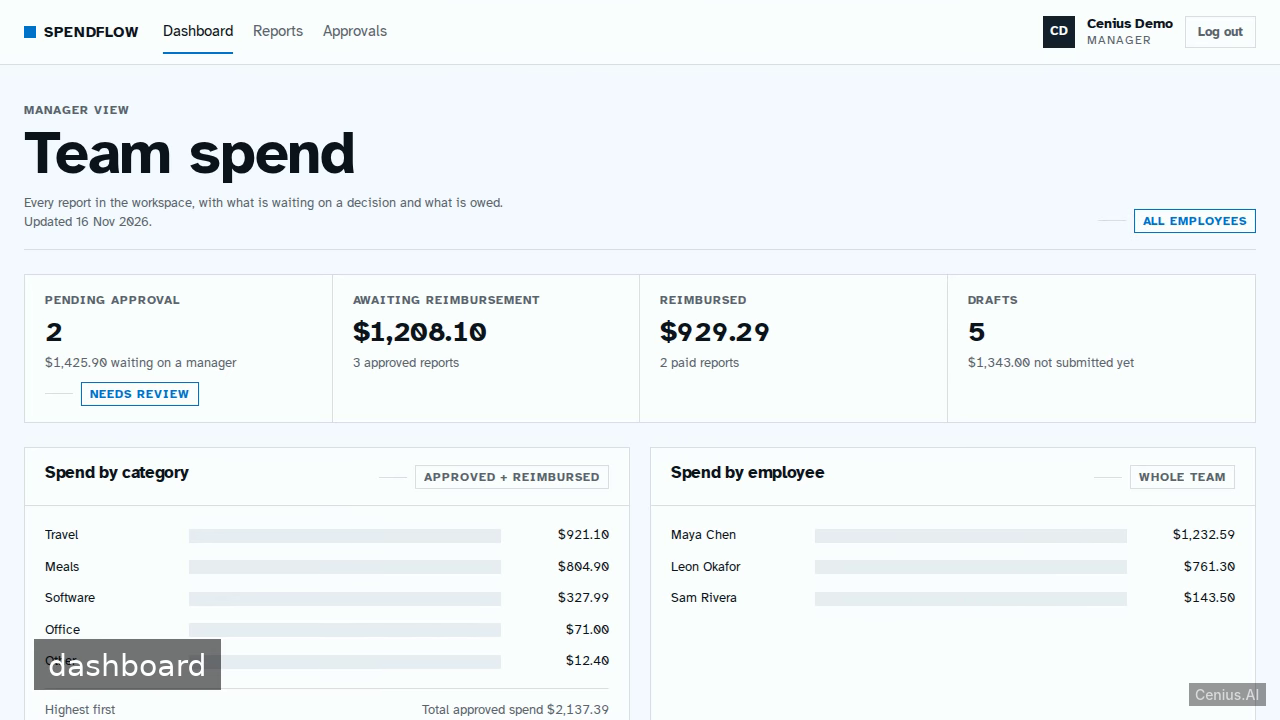 SPENDFLOW Dashboard Reports Approvals CD Cenius Demo MANAGER Log out
MANAGER VIEW
Team spend
Every report in the workspace, with what is waiting on a decision and what is owed.
Updated 16 Nov 2026.
ALL EMPLOYEES
PENDING APPROVAL
2
$1,425.90 waiting on a manager
NEEDS REVIEW
AWAITING REIMBURSEMENT
$1,208.10
3 approved reports
REIMBURSED
$929.29
2 paid reports
DRAFTS
5
$1,343.00 not submitted yet
Spend by category
APPROVED + REIMBURSED
Travel $921.10
Meals $804.90
Software $327.99
Office $71.00
$12.40
Highest first Total approved spend $2,137.39
Spend by employee
WHOLE TEAM
Maya Chen $1,232.59
Leon Okafor $761.30
Sam Rivera $143.50
dashboard
Cenius.AI